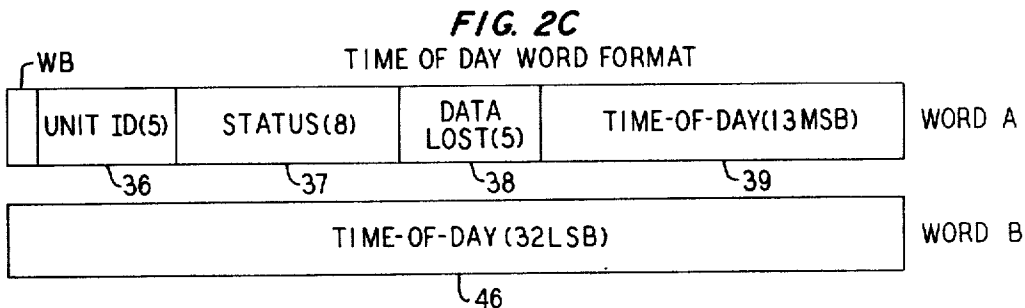 FIG. 2C
TIME OF DAY WORD FORMAT
WB
UNIT ID(5) STATUS(8) DATA LOST(5) TIME-OF-DAY(13MSB) WORD A
36 37 38 39
TIME-OF-DAY(32LSB) WORD B
46